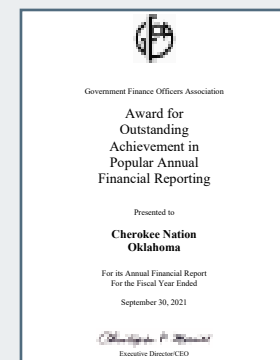 Government Finance Officers Association
Award for
Outstanding
Achievement in
Popular Annual
Financial Reporting
Presented to
Cherokee Nation
Oklahoma
For its Annual Financial Report
For the Fiscal Year Ended
September 30, 2021
Executive Director/CEO